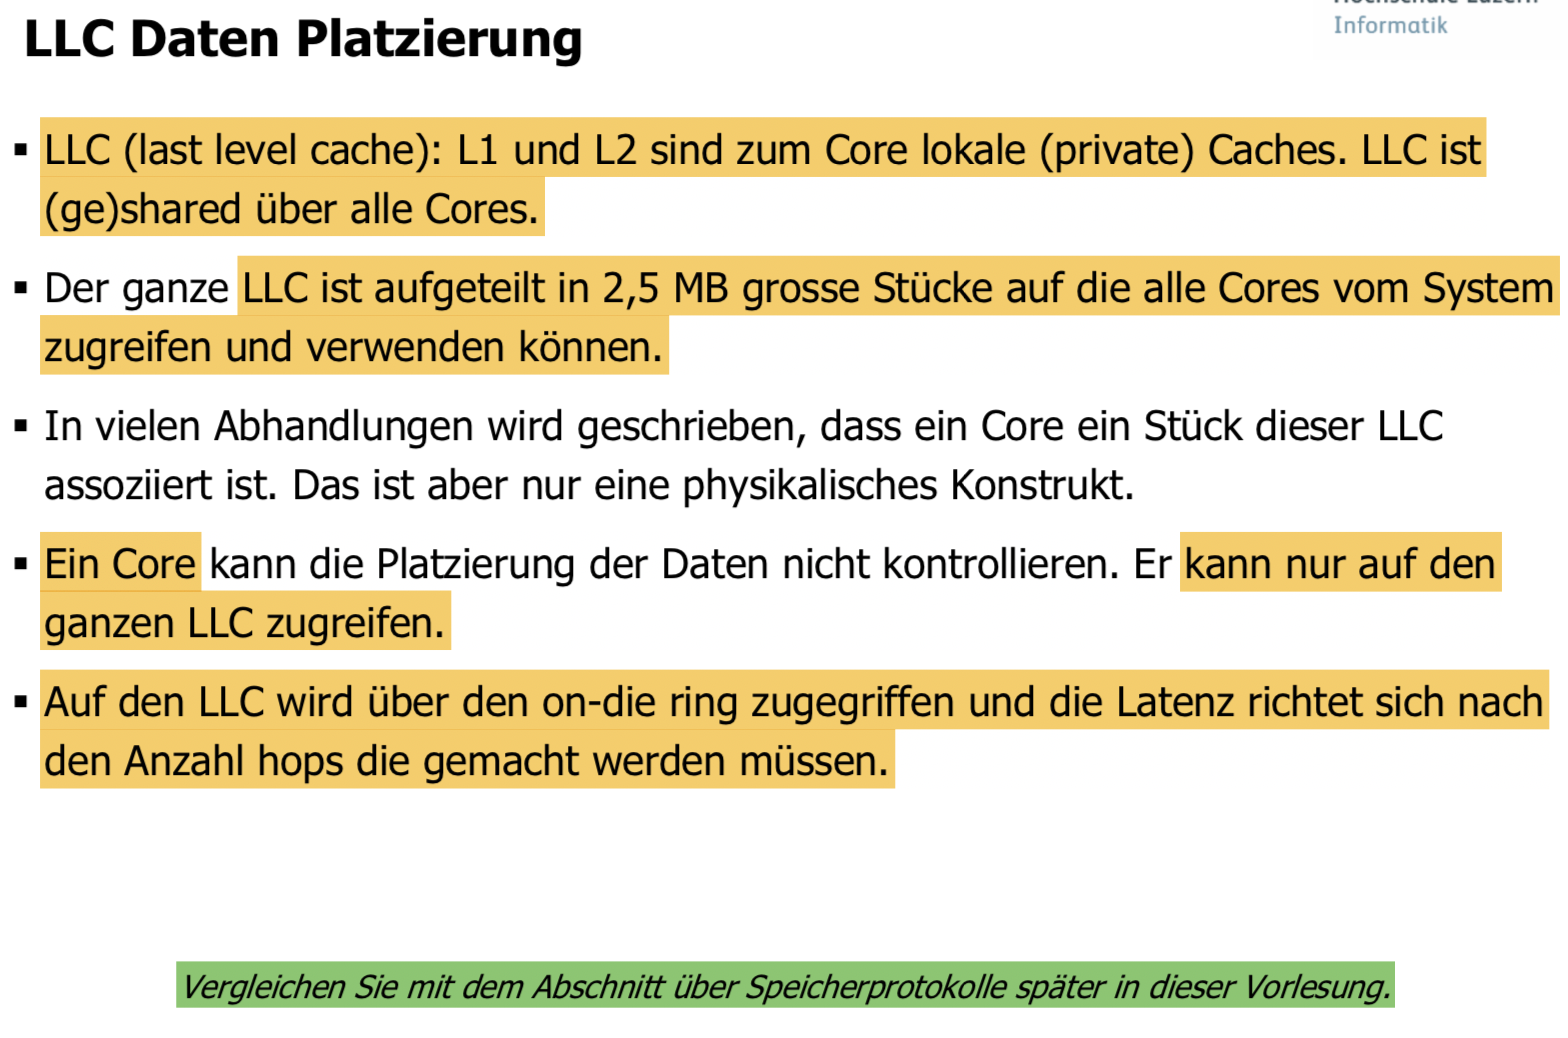 LLC Daten Platzierung
Informatik
▪ LLC (last level cache): L1 und L2 sind zum Core lokale (private) Caches. LLC ist
(ge)shared über alle Cores.
▪ Der ganze LLC ist aufgeteilt in 2,5 MB grosse Stücke auf die alle Cores vom System
zugreifen und verwenden können.
▪ In vielen Abhandlungen wird geschrieben, dass ein Core ein Stück dieser LLC
assoziiert ist. Das ist aber nur eine physikalisches Konstrukt.
▪ Ein Core kann die Platzierung der Daten nicht kontrollieren. Er kann nur auf den
ganzen LLC zugreifen.
▪ Auf den LLC wird über den on-die ring zugegriffen und die Latenz richtet sich nach
den Anzahl hops die gemacht werden müssen.
Vergleichen Sie mit dem Abschnitt über Speicherprotokolle später in dieser Vorlesung.